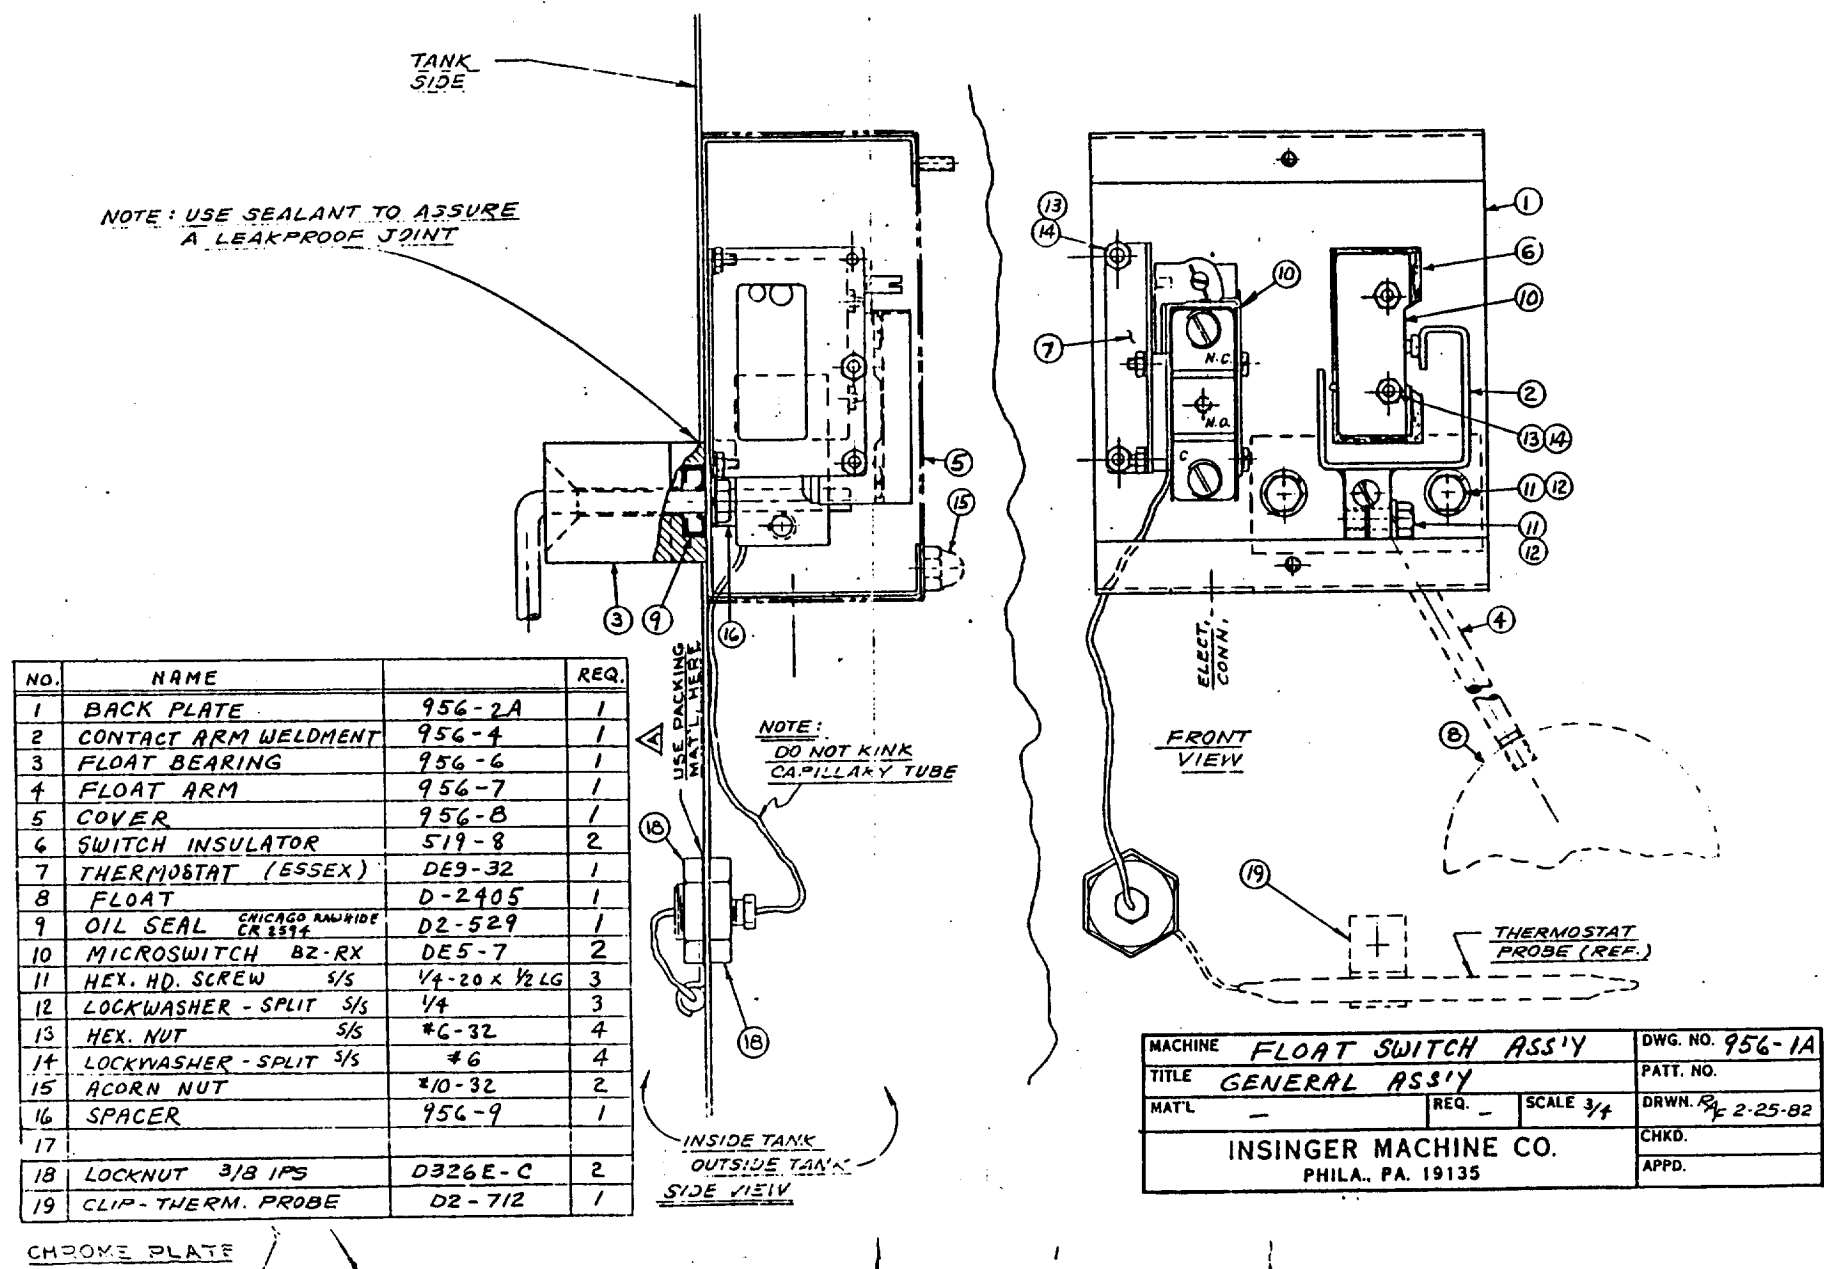 TANK
SIDE
NOTE: USE SEALANT TO ASSURE
A LEAKPROOF JOINT
13
14
10
7
N.C.
N.O.
C
1
6
10
2
13 14
11 12
11
12
4
8
5
15
3
9
16
ELECT.
CONN.
FRONT
VIEW
USE PACKING
MAT'L. HERE
NOTE:
DO NOT KINK
CAPILLARY TUBE
18
18
19
THERMOSTAT
PROBE (REF.)
INSIDE TANK
OUTSIDE TANK
SIDE VIEW
NO. NAME REQ.
1 BACK PLATE 956-2A 1
2 CONTACT ARM WELDMENT 956-4 1 A
3 FLOAT BEARING 956-6 1
4 FLOAT ARM 956-7 1
5 COVER 956-8 1
6 SWITCH INSULATOR 519-8 2
7 THERMOSTAT (ESSEX) DE9-32 1
8 FLOAT D-2405 1
9 OIL SEAL CHICAGO RAWHIDE CR 2594 D2-529 1
10 MICROSWITCH BZ-RX DE5-7 2
11 HEX. HD. SCREW S/S 1/4-20 X 1/2 LG 3
12 LOCKWASHER - SPLIT S/S 1/4 3
13 HEX. NUT S/S #6-32 4
14 LOCKWASHER - SPLIT S/S #6 4
15 ACORN NUT #10-32 2
16 SPACER 956-9 1
17
18 LOCKNUT 3/8 IPS D326E-C 2
19 CLIP-THERM. PROBE D2-712 1
CHROME PLATE
MACHINE FLOAT SWITCH ASS'Y DWG. NO. 956-1A
TITLE GENERAL ASS'Y PATT. NO.
MAT'L - REQ. - SCALE 3/4 DRWN. 2-25-82
INSINGER MACHINE CO. CHKD.
PHILA., PA. 19135 APPD.